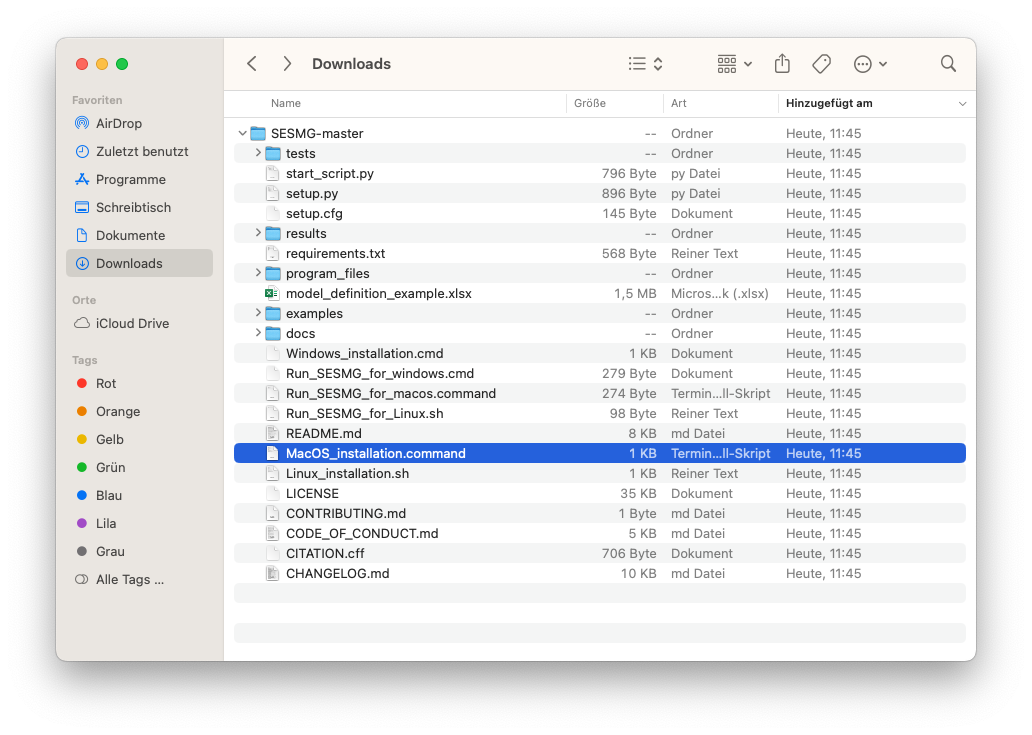 Downloads
Favoriten
AirDrop
Zuletzt benutzt
Programme
Schreibtisch
Dokumente
Downloads
Orte
iCloud Drive
Tags
Rot
Orange
Gelb
Grün
Blau
Lila
Grau
Alle Tags ...
Name Größe Art Hinzugefügt am
SESMG-master -- Ordner Heute, 11:45
tests -- Ordner Heute, 11:45
start_script.py 796 Byte py Datei Heute, 11:45
setup.py 896 Byte py Datei Heute, 11:45
setup.cfg 145 Byte Dokument Heute, 11:45
results -- Ordner Heute, 11:45
requirements.txt 568 Byte Reiner Text Heute, 11:45
program_files -- Ordner Heute, 11:45
model_definition_example.xlsx 1,5 MB Micros...k (.xlsx) Heute, 11:45
examples -- Ordner Heute, 11:45
docs -- Ordner Heute, 11:45
Windows_installation.cmd 1 KB Dokument Heute, 11:45
Run_SESMG_for_windows.cmd 279 Byte Dokument Heute, 11:45
Run_SESMG_for_macos.command 274 Byte Termin...ll-Skript Heute, 11:45
Run_SESMG_for_Linux.sh 98 Byte Reiner Text Heute, 11:45
README.md 8 KB md Datei Heute, 11:45
MacOS_installation.command 1 KB Termin...ll-Skript Heute, 11:45
Linux_installation.sh 1 KB Reiner Text Heute, 11:45
LICENSE 35 KB Dokument Heute, 11:45
CONTRIBUTING.md 1 Byte md Datei Heute, 11:45
CODE_OF_CONDUCT.md 5 KB md Datei Heute, 11:45
CITATION.cff 706 Byte Dokument Heute, 11:45
CHANGELOG.md 10 KB md Datei Heute, 11:45